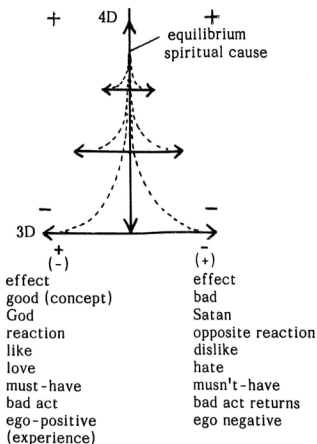 + 4D +
equilibrium
spiritual cause
− −
3D
+ −
(−) (+)
effect effect
good (concept) bad
God Satan
reaction opposite reaction
like dislike
love hate
must-have musn't-have
bad act bad act returns
ego-positive ego negative
(experience)